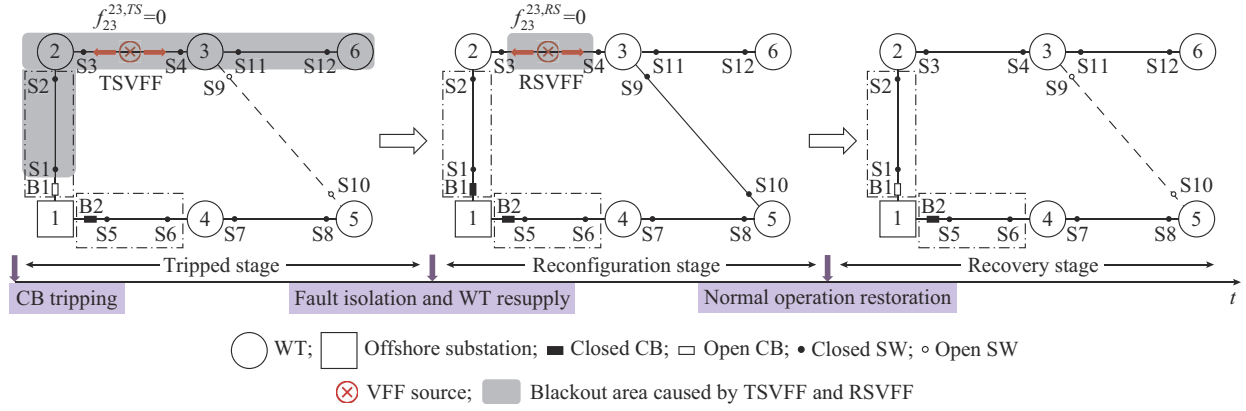 f_{23}^{23,TS}=0
2
3
6
S3
S4
S11
S12
TSVFF
S2
S9
S1
B1
S10
1
B2
4
5
S5
S6
S7
S8
f_{23}^{23,RS}=0
2
3
6
S3
S4
S11
S12
RSVFF
S2
S9
S1
B1
S10
1
B2
4
5
S5
S6
S7
S8
2
3
6
S3
S4
S11
S12
S2
S9
S1
B1
S10
1
B2
4
5
S5
S6
S7
S8
Tripped stage
Reconfiguration stage
Recovery stage
CB tripping
Fault isolation and WT resupply
Normal operation restoration
t
WT; Offshore substation; Closed CB; Open CB; Closed SW; Open SW
VFF source; Blackout area caused by TSVFF and RSVFF